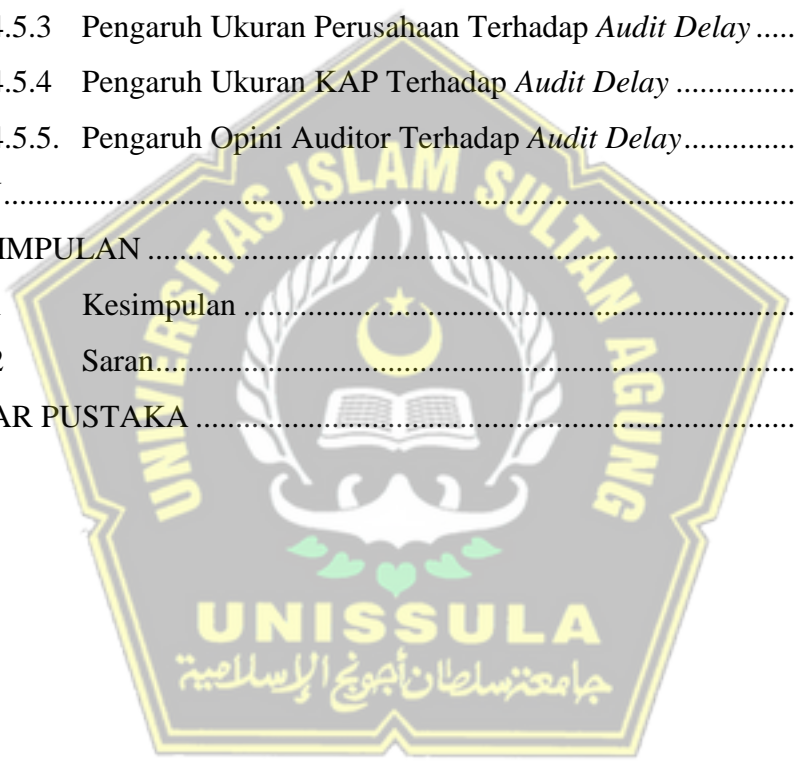 4.5.3 Pengaruh Ukuran Perusahaan Terhadap Audit Delay .....
4.5.4 Pengaruh Ukuran KAP Terhadap Audit Delay ...............
4.5.5. Pengaruh Opini Auditor Terhadap Audit Delay..............
IMPULAN
Kesimpulan
2 Saran
AR PUSTAKA
UNIVERSITAS ISLAM SULTAN AGUNG
UNISSULA
جامعتنسلطان أجونج الإسلامية